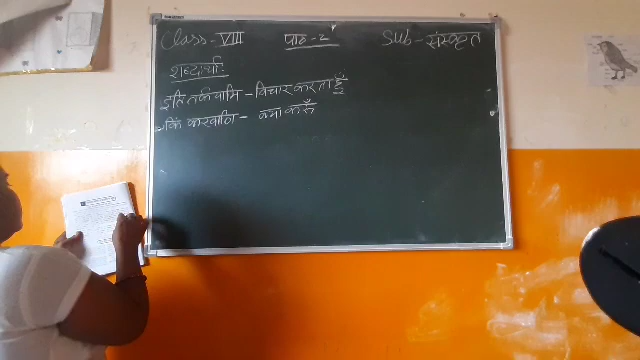 Class - VIII पाठ - 2 Sub - संस्कृत
शब्दार्थाः
इति तर्कयामि - विचार करता हूँ
किं करवाणि - क्या करूँ